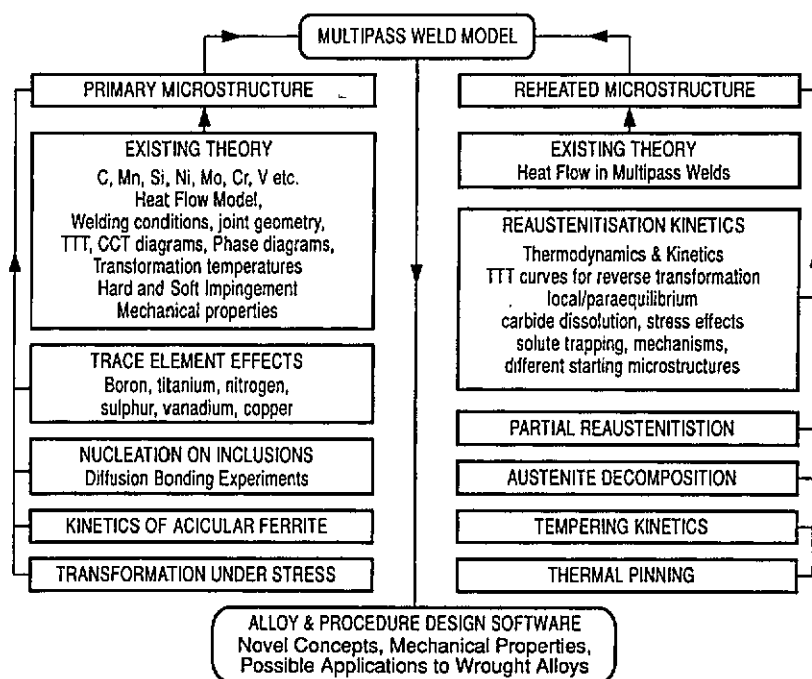 MULTIPASS WELD MODEL
PRIMARY MICROSTRUCTURE
EXISTING THEORY
C, Mn, Si, Ni, Mo, Cr, V etc.
Heat Flow Model,
Welding conditions, joint geometry,
TTT, CCT diagrams, Phase diagrams,
Transformation temperatures
Hard and Soft Impingement
Mechanical properties
TRACE ELEMENT EFFECTS
Boron, titanium, nitrogen,
sulphur, vanadium, copper
NUCLEATION ON INCLUSIONS
Diffusion Bonding Experiments
KINETICS OF ACICULAR FERRITE
TRANSFORMATION UNDER STRESS
REHEATED MICROSTRUCTURE
EXISTING THEORY
Heat Flow in Multipass Welds
REAUSTENITISATION KINETICS
Thermodynamics & Kinetics
TTT curves for reverse transformation
local/paraequilibrium
carbide dissolution, stress effects
solute trapping, mechanisms,
different starting microstructures
PARTIAL REAUSTENITISTION
AUSTENITE DECOMPOSITION
TEMPERING KINETICS
THERMAL PINNING
ALLOY & PROCEDURE DESIGN SOFTWARE
Novel Concepts, Mechanical Properties,
Possible Applications to Wrought Alloys